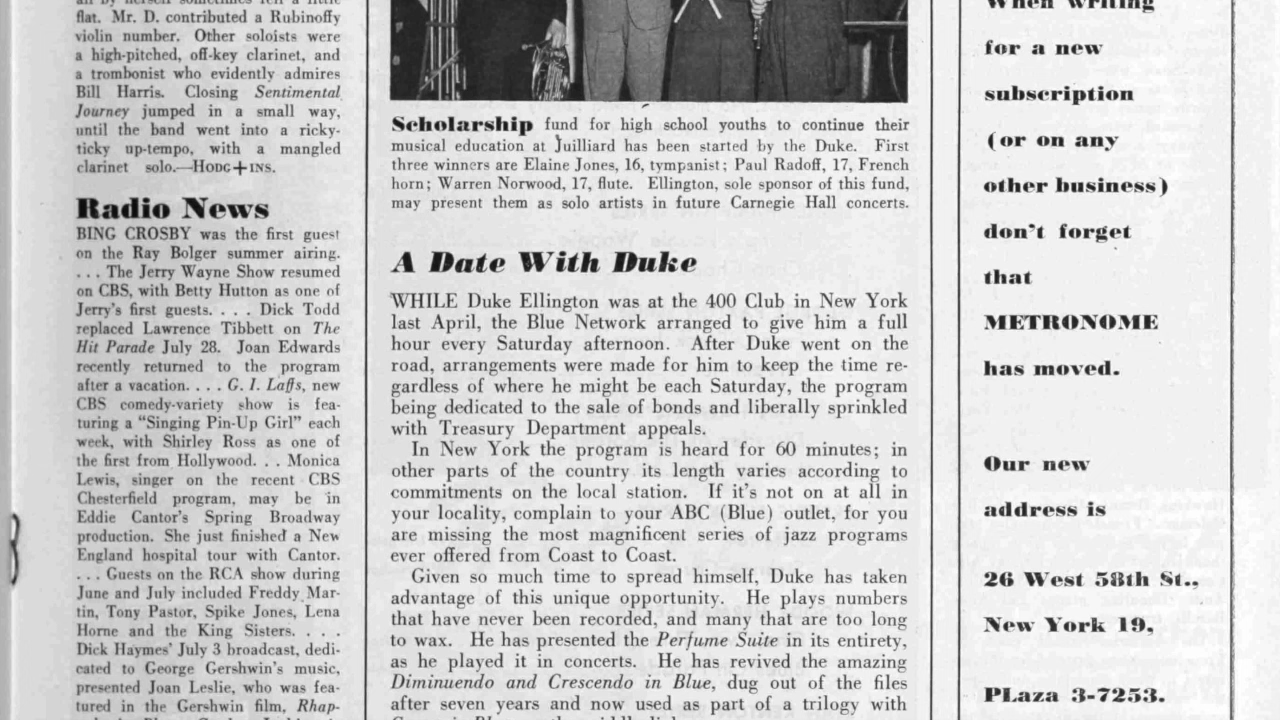 flat. Mr. D. contributed a Rubinoffy
violin number. Other soloists were
a high-pitched, off-key clarinet, and
a trombonist who evidently admires
Bill Harris. Closing Sentimental
Journey jumped in a small way,
until the band went into a ricky-
ticky up-tempo, with a mangled
clarinet solo.—HODG+INS.
Radio News
BING CROSBY was the first guest
on the Ray Bolger summer airing.
. . . The Jerry Wayne Show resumed
on CBS, with Betty Hutton as one of
Jerry's first guests. . . . Dick Todd
replaced Lawrence Tibbett on The
Hit Parade July 28. Joan Edwards
recently returned to the program
after a vacation. . . . G. I. Laffs, new
CBS comedy-variety show is fea-
turing a "Singing Pin-Up Girl" each
week, with Shirley Ross as one of
the first from Hollywood. . . Monica
Lewis, singer on the recent CBS
Chesterfield program, may be in
Eddie Cantor's Spring Broadway
production. She just finished a New
England hospital tour with Cantor.
. . . Guests on the RCA show during
June and July included Freddy Mar-
tin, Tony Pastor, Spike Jones, Lena
Horne and the King Sisters. . . .
Dick Haymes' July 3 broadcast, dedi-
cated to George Gershwin's music,
presented Joan Leslie, who was fea-
tured in the Gershwin film, Rhap-
Scholarship fund for high school youths to continue their
musical education at Juilliard has been started by the Duke. First
three winners are Elaine Jones, 16, tympanist; Paul Radoff, 17, French
horn; Warren Norwood, 17, flute. Ellington, sole sponsor of this fund,
may present them as solo artists in future Carnegie Hall concerts.
A Date With Duke
WHILE Duke Ellington was at the 400 Club in New York
last April, the Blue Network arranged to give him a full
hour every Saturday afternoon. After Duke went on the
road, arrangements were made for him to keep the time re-
gardless of where he might be each Saturday, the program
being dedicated to the sale of bonds and liberally sprinkled
with Treasury Department appeals.
In New York the program is heard for 60 minutes; in
other parts of the country its length varies according to
commitments on the local station. If it's not on at all in
your locality, complain to your ABC (Blue) outlet, for you
are missing the most magnificent series of jazz programs
ever offered from Coast to Coast.
Given so much time to spread himself, Duke has taken
advantage of this unique opportunity. He plays numbers
that have never been recorded, and many that are too long
to wax. He has presented the Perfume Suite in its entirety,
as he played it in concerts. He has revived the amazing
Diminuendo and Crescendo in Blue, dug out of the files
after seven years and now used as part of a trilogy with
When writing
for a new
subscription
(or on any
other business)
don't forget
that
METRONOME
has moved.
Our new
address is
26 West 58th St.,
New York 19,
PLaza 3-7253.